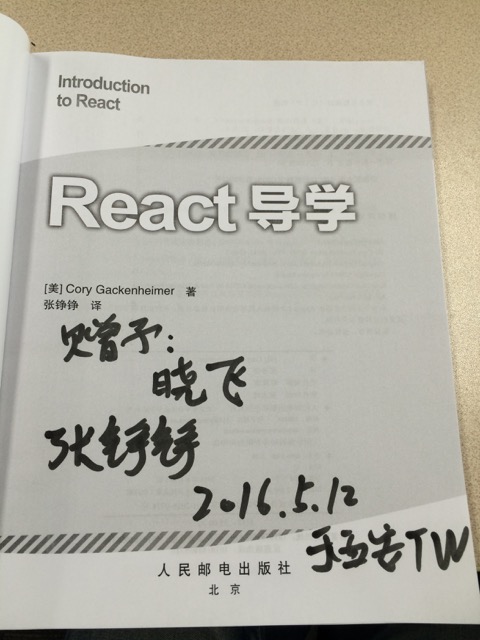 Introduction
to React
React 导学
[美] Cory Gackenheimer 著
张铮铮 译
赠予:
晓飞
张铮铮
2016.5.12
于西安TW
人民邮电出版社
北京